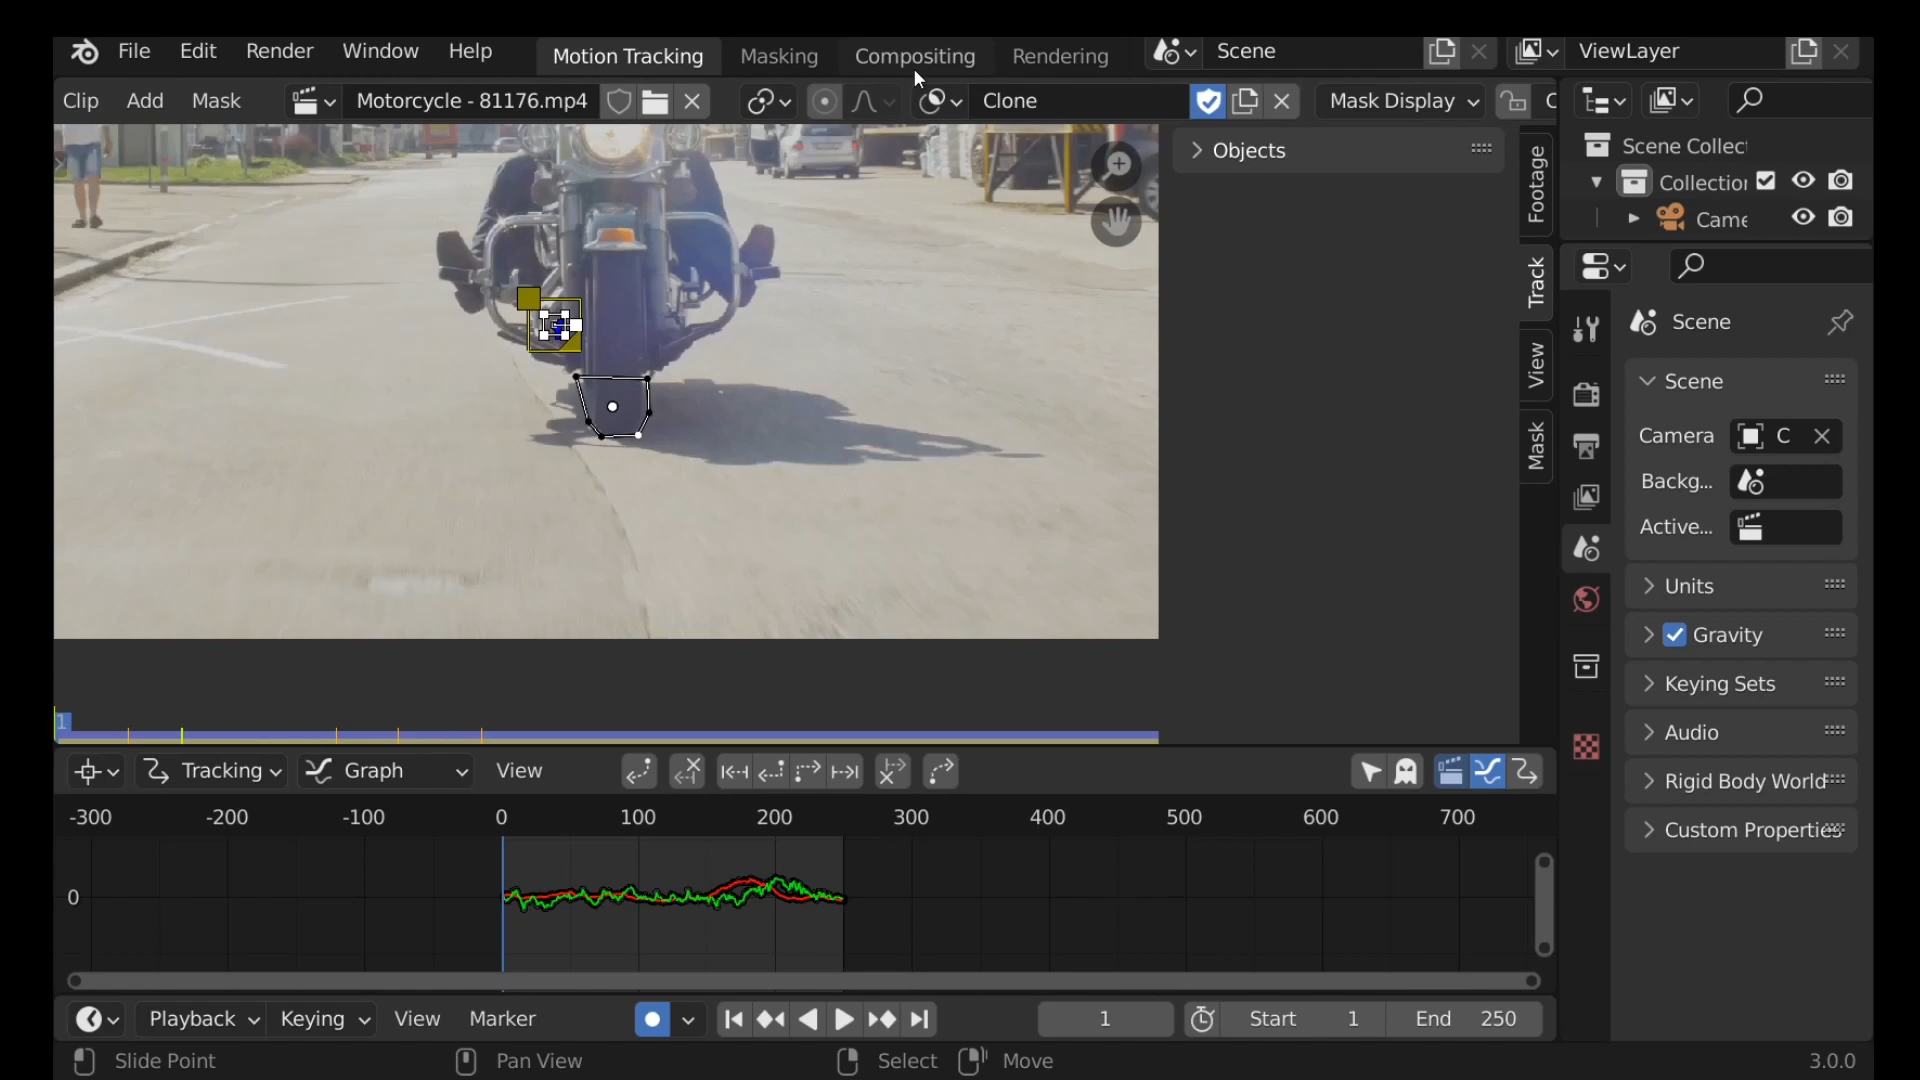 File Edit Render Window Help Motion Tracking Masking Compositing Rendering Scene ViewLayer
Clip Add Mask Motorcycle - 81176.mp4 Clone Mask Display C
Objects
Footage
Track
View
Mask
Scene Collec
Collection
Came
Scene
Scene
Camera C
Backg...
Active...
Units
Gravity
Keying Sets
Audio
Rigid Body World
Custom Properties
1
Tracking Graph View
-300 -200 -100 0 100 200 300 400 500 600 700
0
Playback Keying View Marker 1 Start 1 End 250
Slide Point Pan View Select Move 3.0.0